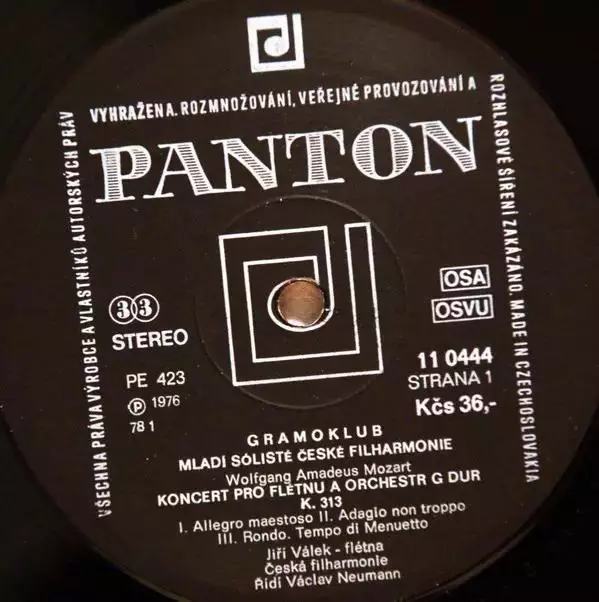 VŠECHNA PRÁVA VÝROBCE A VLASTNÍKŮ AUTORSKÝCH PRÁV
VYHRAŽENA. ROZMNOŽOVÁNÍ, VEŘEJNÉ PROVOZOVÁNÍ A
ROZHLASOVÉ ŠÍŘENÍ ZAKÁZÁNO. MADE IN CZECHOSLOVAKIA
PANTON
33
STEREO
PE 423
Ⓟ 1976
78 1
OSA
OSVU
11 0444
STRANA 1
Kčs 36,-
GRAMOKLUB
MLADÍ SÓLISTÉ ČESKÉ FILHARMONIE
Wolfgang Amadeus Mozart
KONCERT PRO FLÉTNU A ORCHESTR G DUR
K. 313
I. Allegro maestoso II. Adagio non troppo
III. Rondo. Tempo di Menuetto
Jiří Válek - flétna
Česká filharmonie
Řídí Václav Neumann